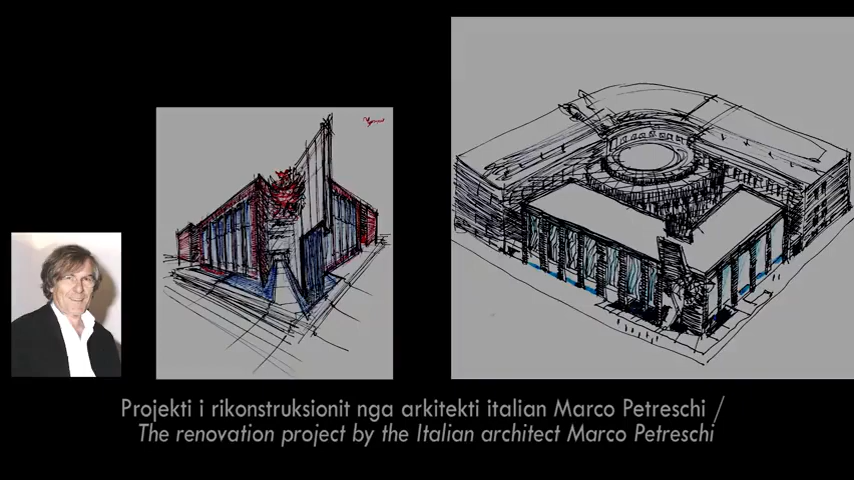 Projekti i rikonstruksionit nga arkitekti italian Marco Petreschi /
The renovation project by the Italian architect Marco Petreschi